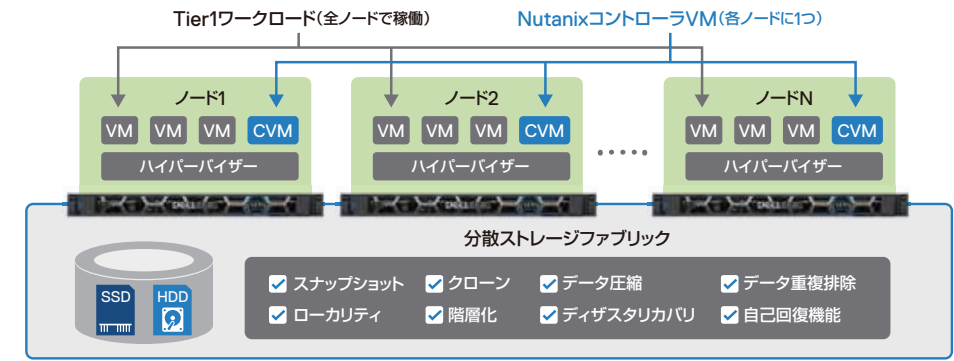 Tier1ワークロード(全ノードで稼働)
NutanixコントローラVM(各ノードに1つ)
ノード1
VM VM VM CVM
ハイパーバイザー
ノード2
VM VM VM CVM
ハイパーバイザー
ノードN
VM VM VM CVM
ハイパーバイザー
分散ストレージファブリック
SSD HDD
スナップショット クローン データ圧縮 データ重複排除
ローカリティ 階層化 ディザスタリカバリ 自己回復機能